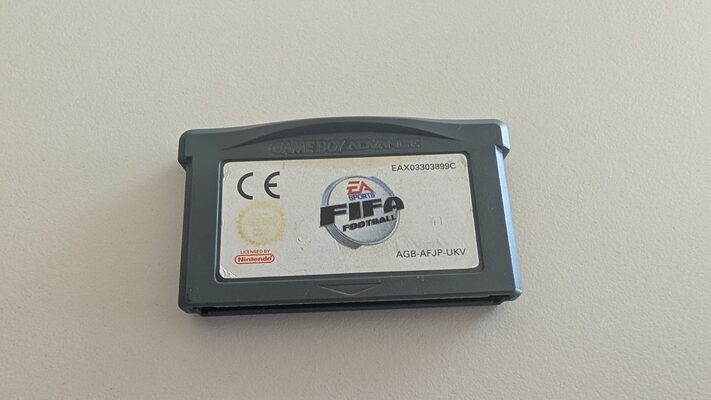 GAME BOY ADVANCE
CE
EAX03303899C
EA
SPORTS
FIFA
FOOTBALL
LICENSED BY
Nintendo
AGB-AFJP-UKV